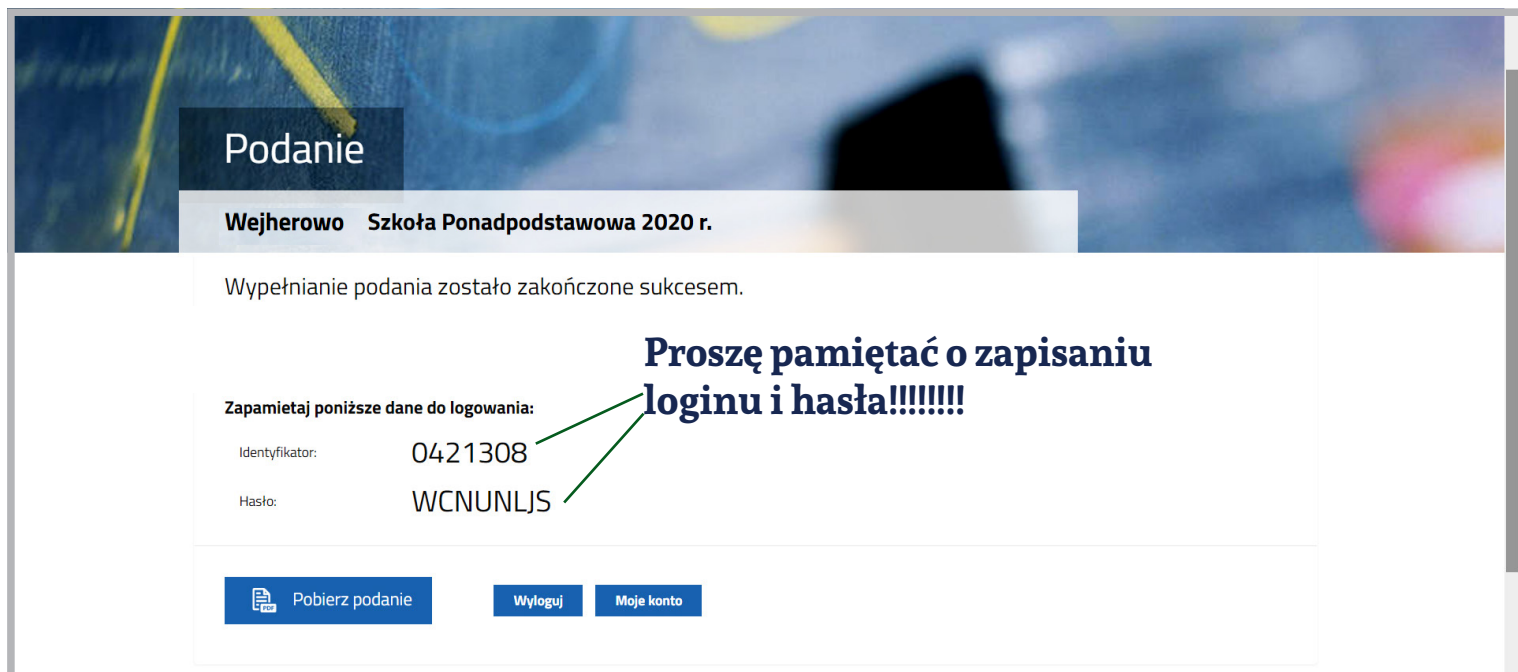 Podanie
Wejherowo Szkoła Ponadpodstawowa 2020 r.
Wypełnianie podania zostało zakończone sukcesem.
Proszę pamiętać o zapisaniu
loginu i hasła!!!!!!!!
Zapamietaj poniższe dane do logowania:
Identyfikator: 0421308
Hasło: WCNUNLJS
PDF Pobierz podanie Wyloguj Moje konto